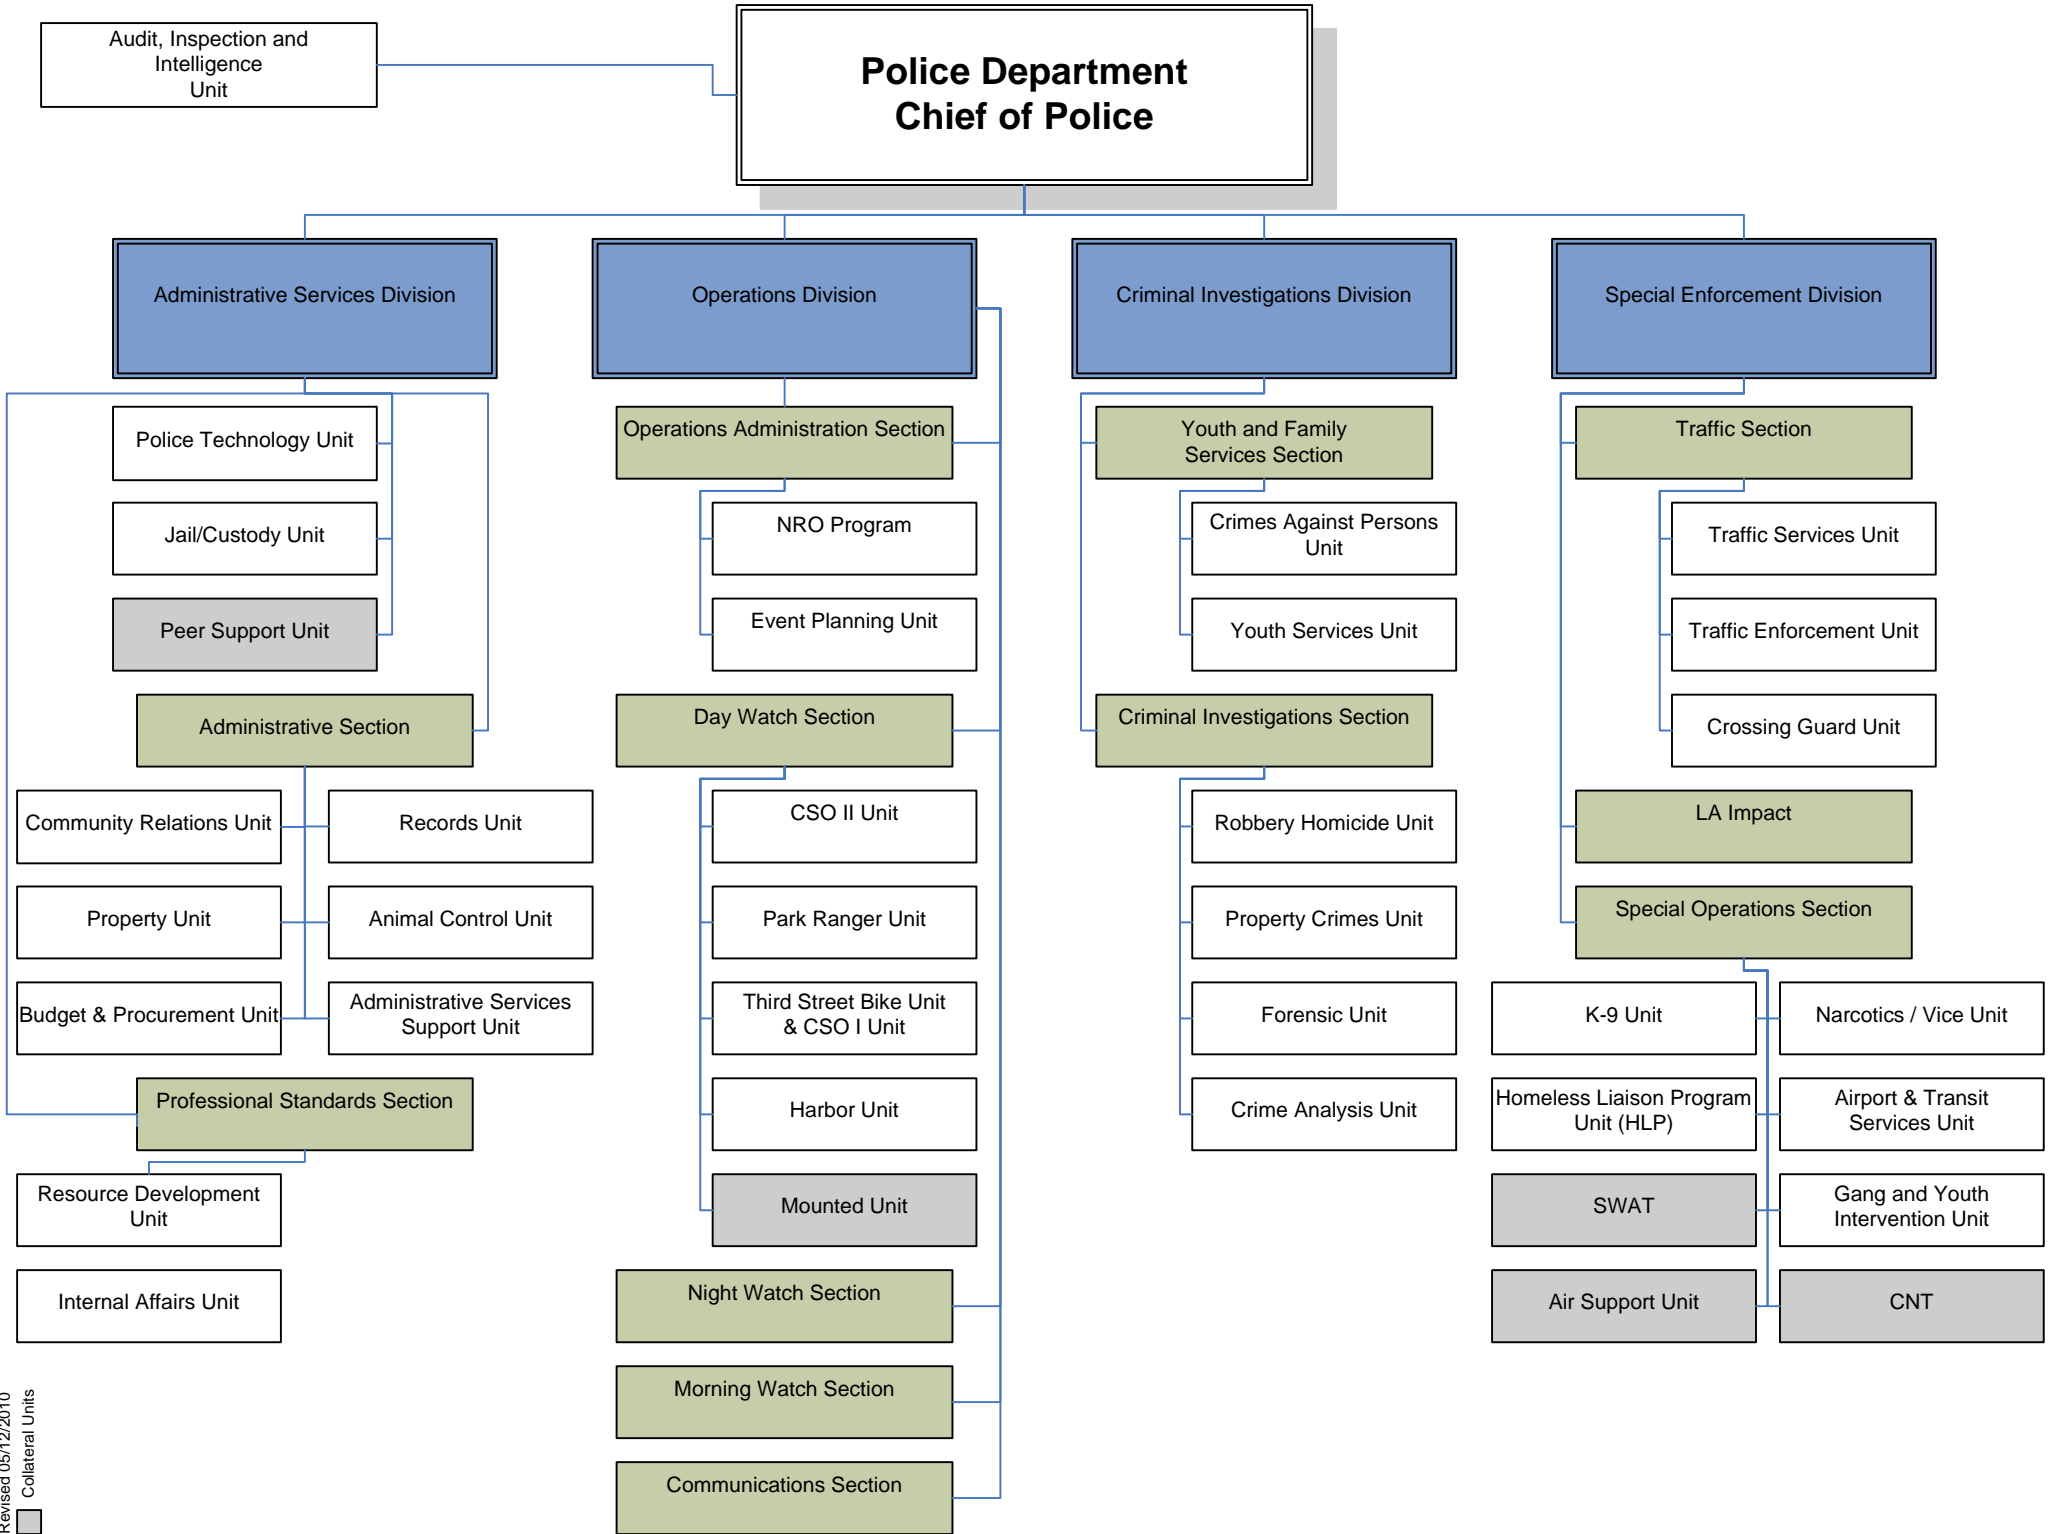 Audit, Inspection and
Intelligence
Unit
Police Department
Chief of Police
Administrative Services Division
Operations Division
Criminal Investigations Division
Special Enforcement Division
Police Technology Unit
Jail/Custody Unit
Peer Support Unit
Administrative Section
Community Relations Unit
Records Unit
Property Unit
Animal Control Unit
Budget & Procurement Unit
Administrative Services
Support Unit
Professional Standards Section
Resource Development
Unit
Internal Affairs Unit
Operations Administration Section
NRO Program
Event Planning Unit
Day Watch Section
CSO II Unit
Park Ranger Unit
Third Street Bike Unit
& CSO I Unit
Harbor Unit
Mounted Unit
Night Watch Section
Morning Watch Section
Communications Section
Youth and Family
Services Section
Crimes Against Persons
Unit
Youth Services Unit
Criminal Investigations Section
Robbery Homicide Unit
Property Crimes Unit
Forensic Unit
Crime Analysis Unit
Traffic Section
Traffic Services Unit
Traffic Enforcement Unit
Crossing Guard Unit
LA Impact
Special Operations Section
K-9 Unit
Narcotics / Vice Unit
Homeless Liaison Program
Unit (HLP)
Airport & Transit
Services Unit
SWAT
Gang and Youth
Intervention Unit
Air Support Unit
CNT
Revised 05/12/2010
Collateral Units